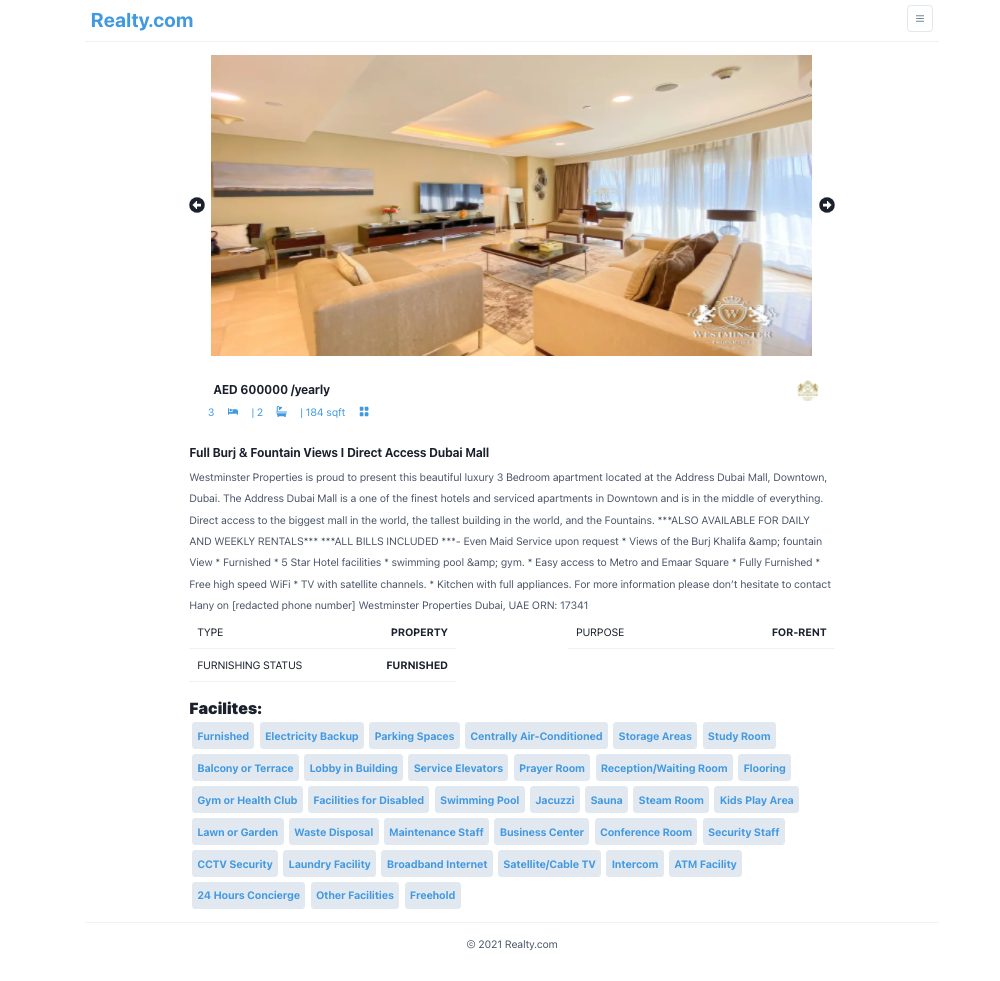 Realty.com
W
WESTMINSTER
AED 600000 /yearly
3 | 2 | 184 sqft
Full Burj & Fountain Views I Direct Access Dubai Mall
Westminster Properties is proud to present this beautiful luxury 3 Bedroom apartment located at the Address Dubai Mall, Downtown,
Dubai. The Address Dubai Mall is a one of the finest hotels and serviced apartments in Downtown and is in the middle of everything.
Direct access to the biggest mall in the world, the tallest building in the world, and the Fountains. ***ALSO AVAILABLE FOR DAILY
AND WEEKLY RENTALS*** ***ALL BILLS INCLUDED ***- Even Maid Service upon request * Views of the Burj Khalifa &amp; fountain
View * Furnished * 5 Star Hotel facilities * swimming pool &amp; gym. * Easy access to Metro and Emaar Square * Fully Furnished *
Free high speed WiFi * TV with satellite channels. * Kitchen with full appliances. For more information please don’t hesitate to contact
Hany on [redacted phone number] Westminster Properties Dubai, UAE ORN: 17341
TYPE PROPERTY PURPOSE FOR-RENT
FURNISHING STATUS FURNISHED
Facilites:
Furnished Electricity Backup Parking Spaces Centrally Air-Conditioned Storage Areas Study Room
Balcony or Terrace Lobby in Building Service Elevators Prayer Room Reception/Waiting Room Flooring
Gym or Health Club Facilities for Disabled Swimming Pool Jacuzzi Sauna Steam Room Kids Play Area
Lawn or Garden Waste Disposal Maintenance Staff Business Center Conference Room Security Staff
CCTV Security Laundry Facility Broadband Internet Satellite/Cable TV Intercom ATM Facility
24 Hours Concierge Other Facilities Freehold
© 2021 Realty.com